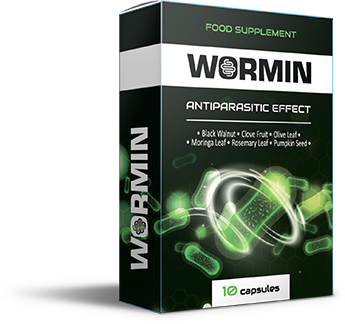 FOOD SUPPLEMENT
WORMIN
ANTIPARASITIC EFFECT
• Black Walnut • Clove Fruit • Olive Leaf •
• Moringa Leaf • Rosemary Leaf • Pumpkin Seed •
10 capsules
WORMIN